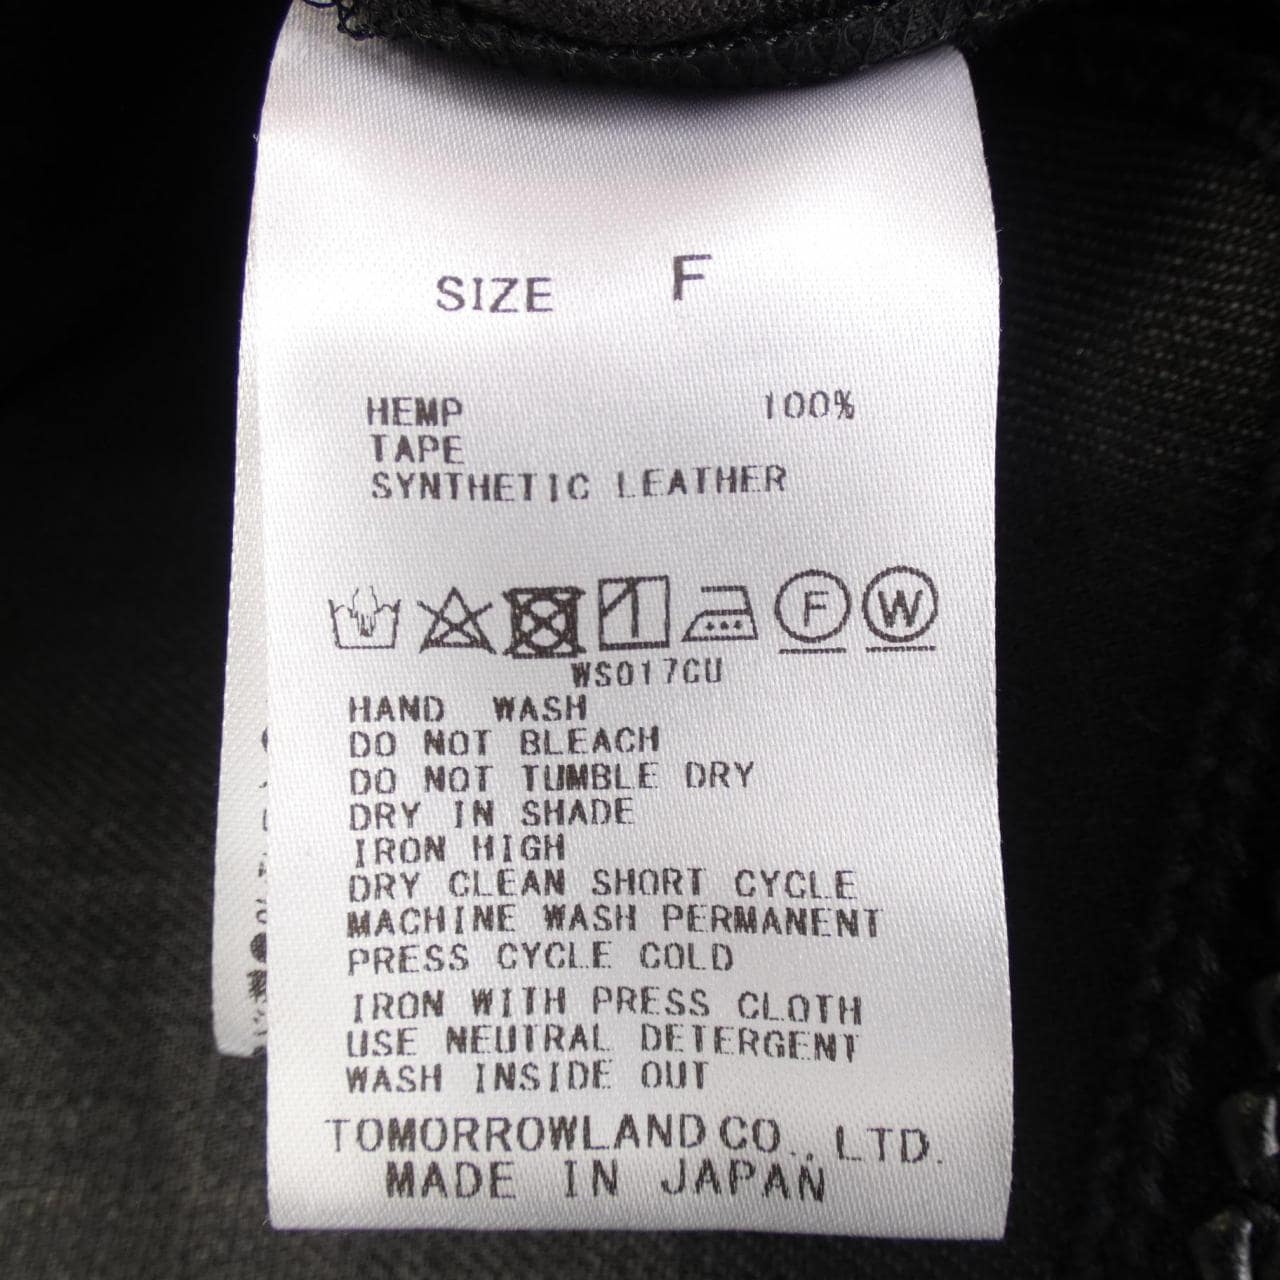 SIZE F
HEMP 100%
TAPE
SYNTHETIC LEATHER
F W
WS017CU
HAND WASH
DO NOT BLEACH
DO NOT TUMBLE DRY
DRY IN SHADE
IRON HIGH
DRY CLEAN SHORT CYCLE
MACHINE WASH PERMANENT
PRESS CYCLE COLD
IRON WITH PRESS CLOTH
USE NEUTRAL DETERGENT
WASH INSIDE OUT
TOMORROWLAND CO., LTD.
MADE IN JAPAN